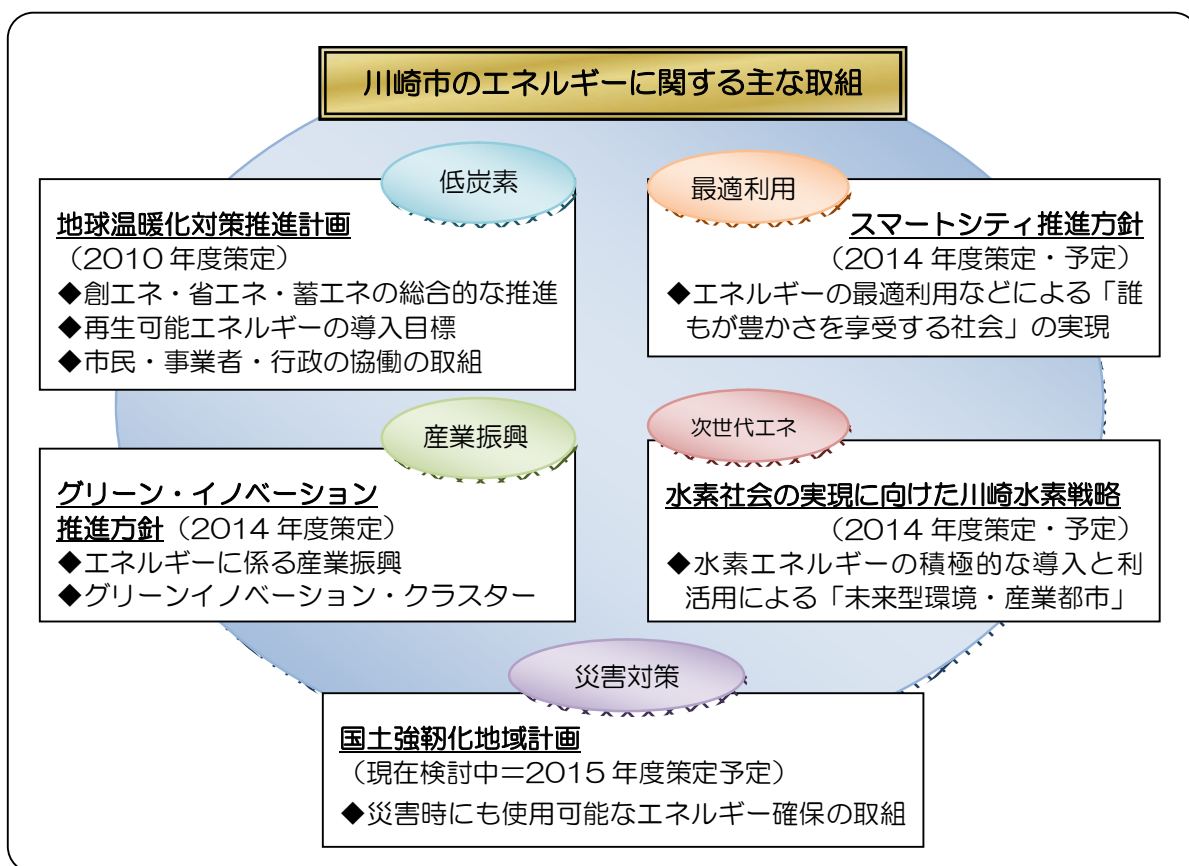 川崎市のエネルギーに関する主な取組
低炭素
地球温暖化対策推進計画
（2010 年度策定）
◆創エネ・省エネ・蓄エネの総合的な推進
◆再生可能エネルギーの導入目標
◆市民・事業者・行政の協働の取組
最適利用
スマートシティ推進方針
（2014 年度策定・予定）
◆エネルギーの最適利用などによる「誰
もが豊かさを享受する社会」の実現
産業振興
グリーン・イノベーション
推進方針（2014 年度策定）
◆エネルギーに係る産業振興
◆グリーンイノベーション・クラスター
次世代エネ
水素社会の実現に向けた川崎水素戦略
（2014 年度策定・予定）
◆水素エネルギーの積極的な導入と利
活用による「未来型環境・産業都市」
災害対策
国土強靭化地域計画
（現在検討中＝2015 年度策定予定）
◆災害時にも使用可能なエネルギー確保の取組